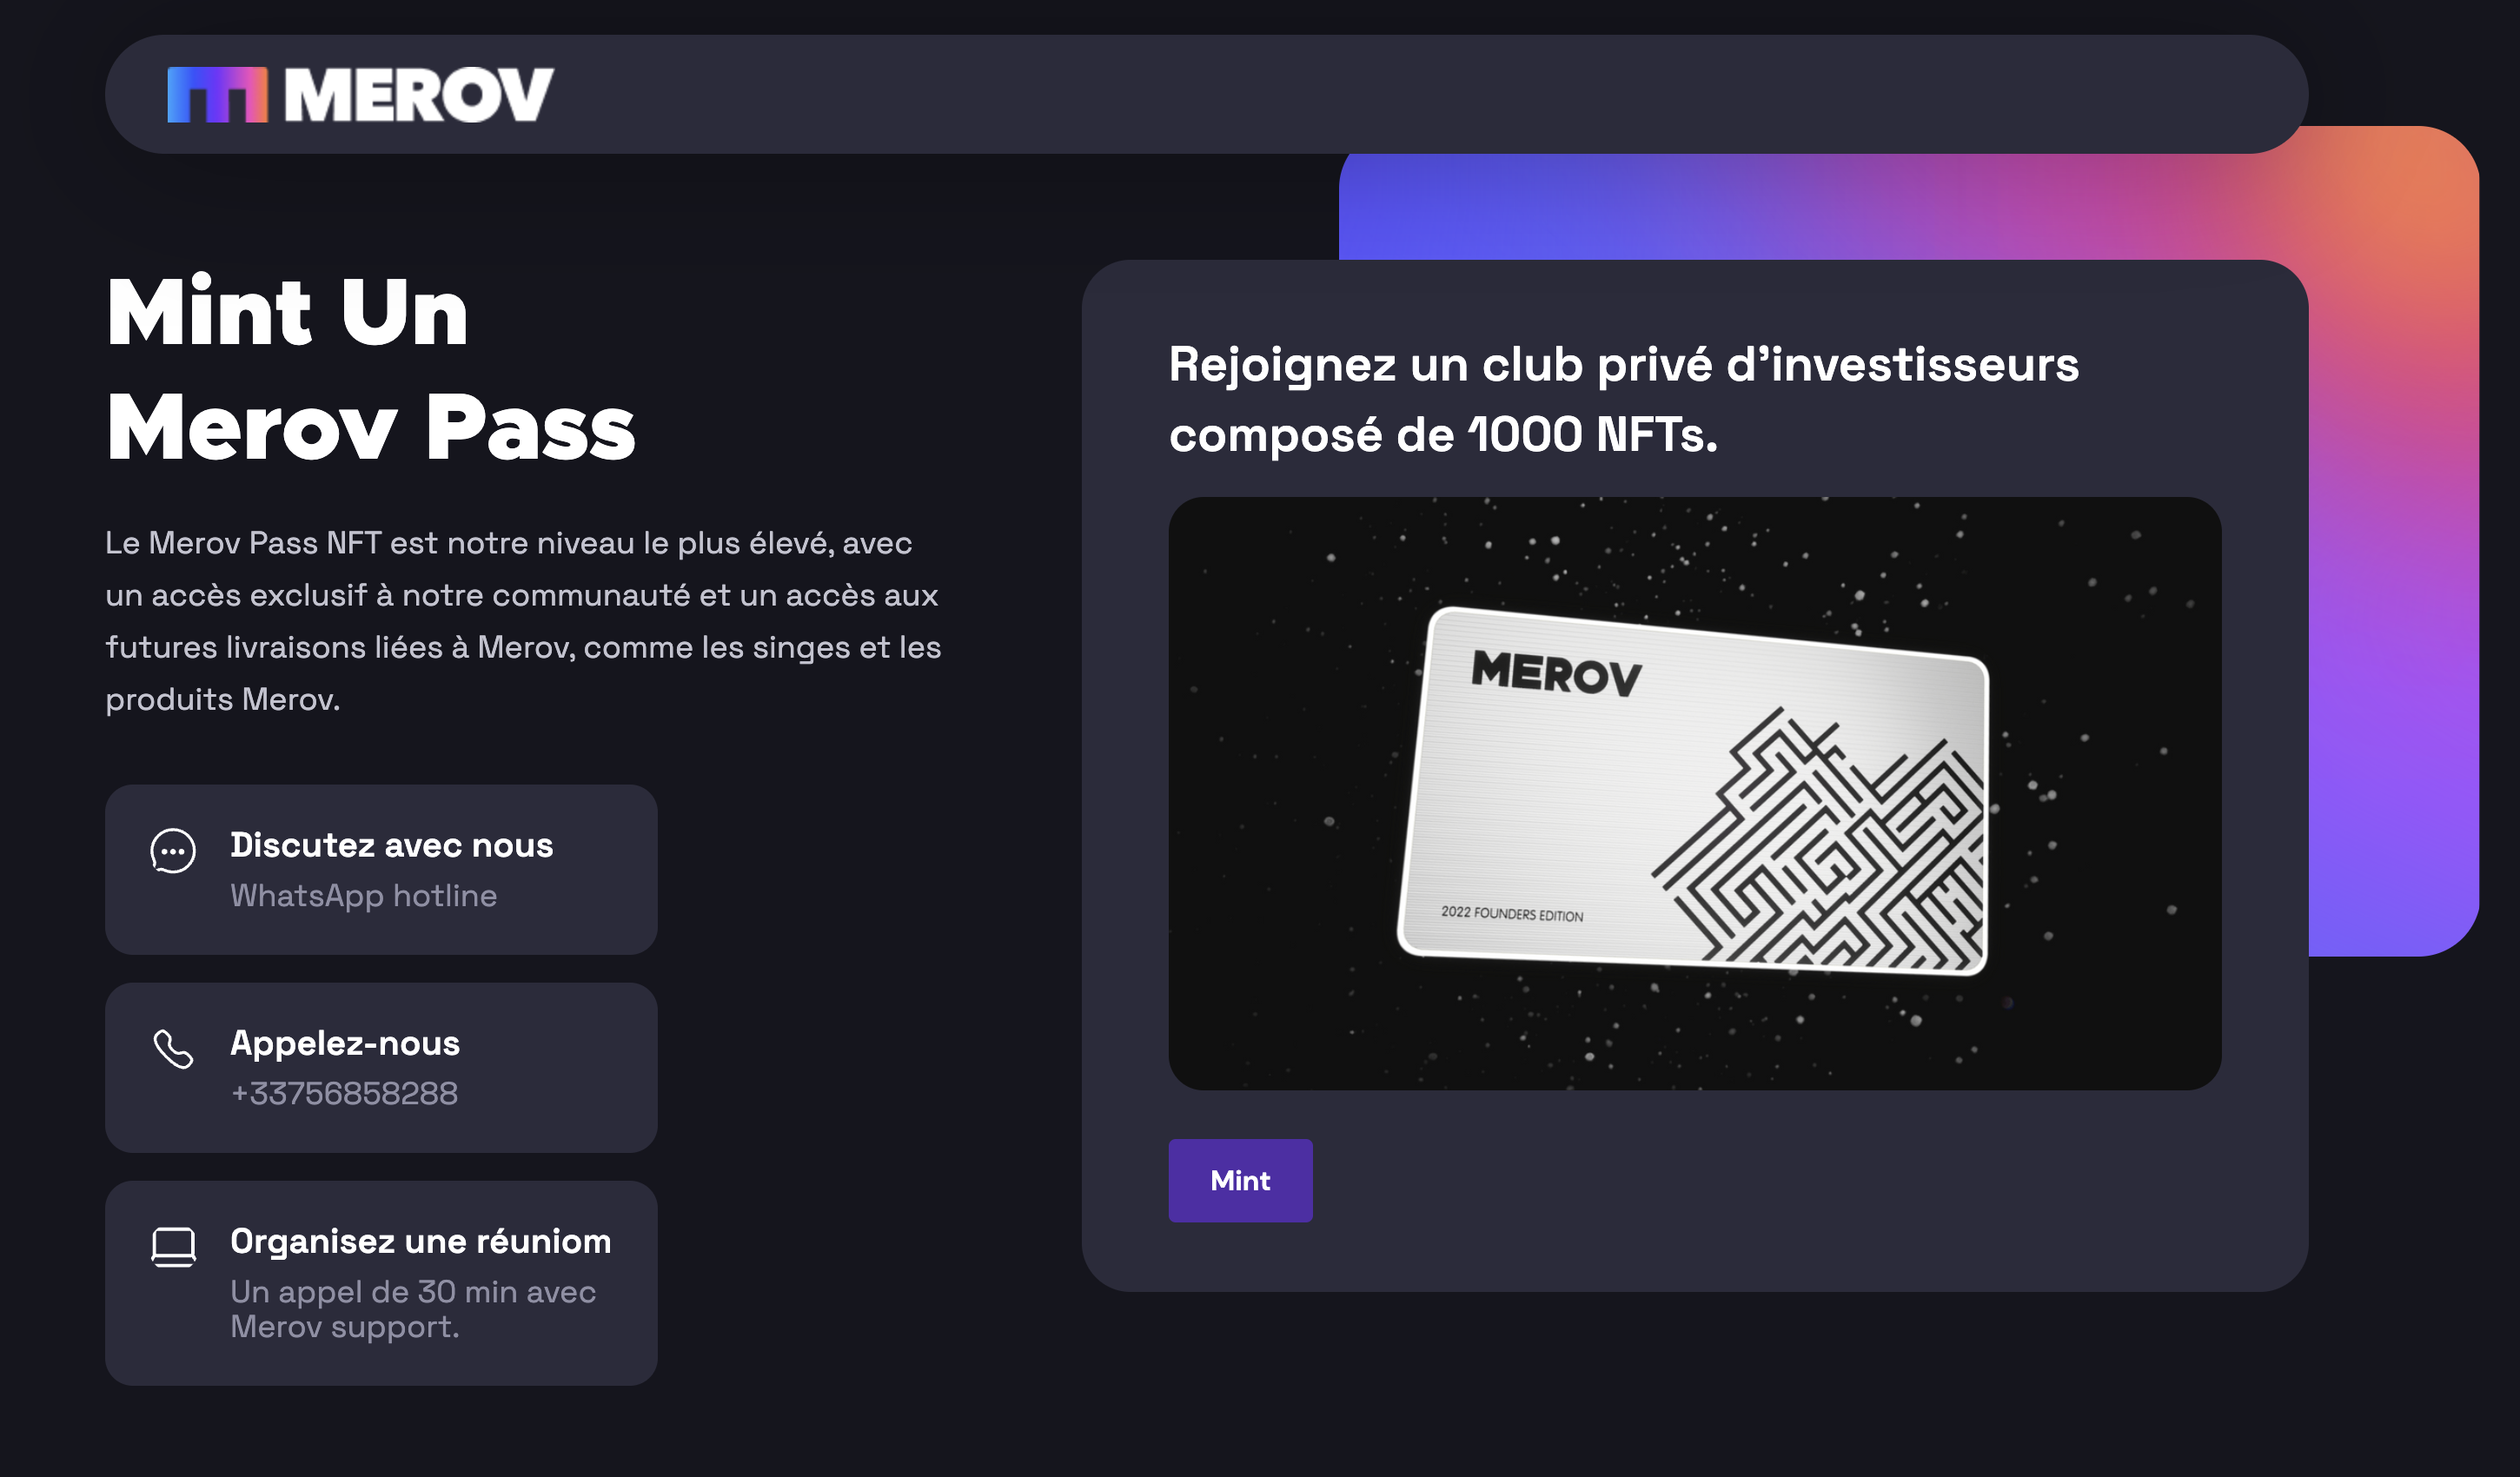 MEROV
Mint Un
Merov Pass
Le Merov Pass NFT est notre niveau le plus élevé, avec
un accès exclusif à notre communauté et un accès aux
futures livraisons liées à Merov, comme les singes et les
produits Merov.
Discutez avec nous
WhatsApp hotline
Appelez-nous
+33756858288
Organisez une réuniom
Un appel de 30 min avec
Merov support.
Rejoignez un club privé d’investisseurs
composé de 1000 NFTs.
MEROV
2022 FOUNDERS EDITION
Mint